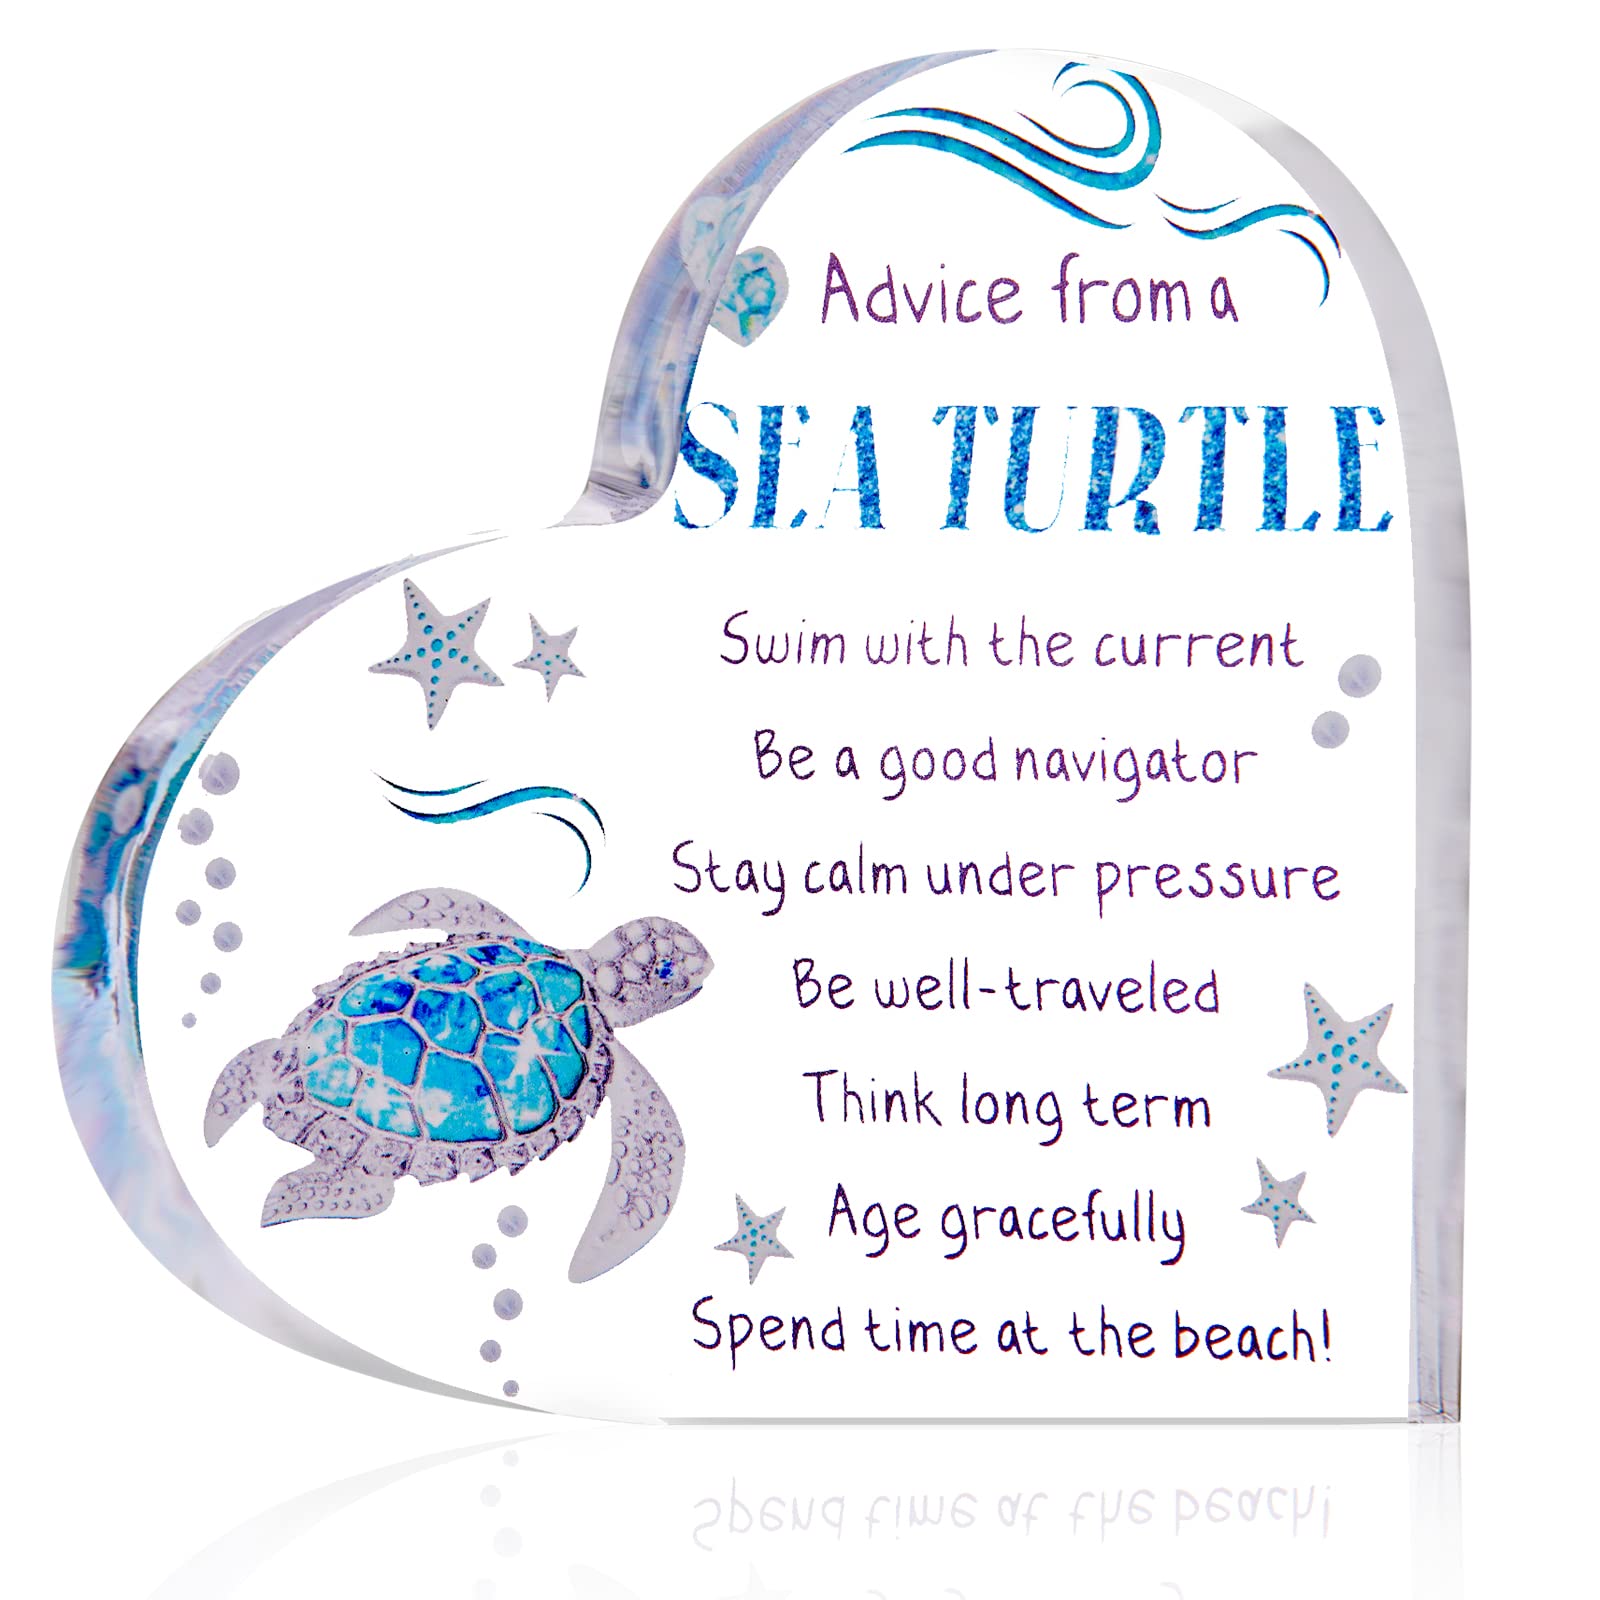 Advice from a
SEA TURTLE
Swim with the current
Be a good navigator
Stay calm under pressure
Be well-traveled
Think long term
Age gracefully
Spend time at the beach!